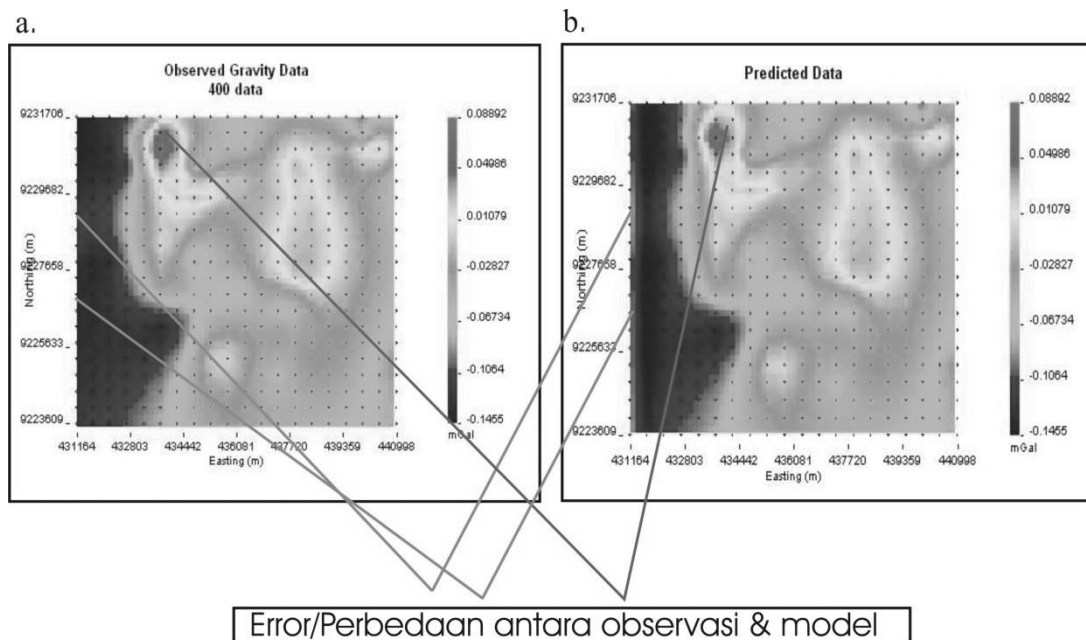 a.
Observed Gravity Data
400 data
9231706
9229682
9227658
9225633
9223609
Northing (m)
431164 432803 434442 436081 437720 439359 440998
Easting (m)
0.08892
0.04986
0.01079
-0.02827
-0.06734
-0.1064
-0.1465
mGal
b.
Predicted Data
9231706
9229682
9227658
9225633
9223609
Northing (m)
431164 432803 434442 436081 437720 439359 440998
Easting (m)
0.08892
0.04986
0.01079
-0.02827
-0.06734
-0.1064
-0.1465
mGal
Error/Perbedaan antara observasi & model